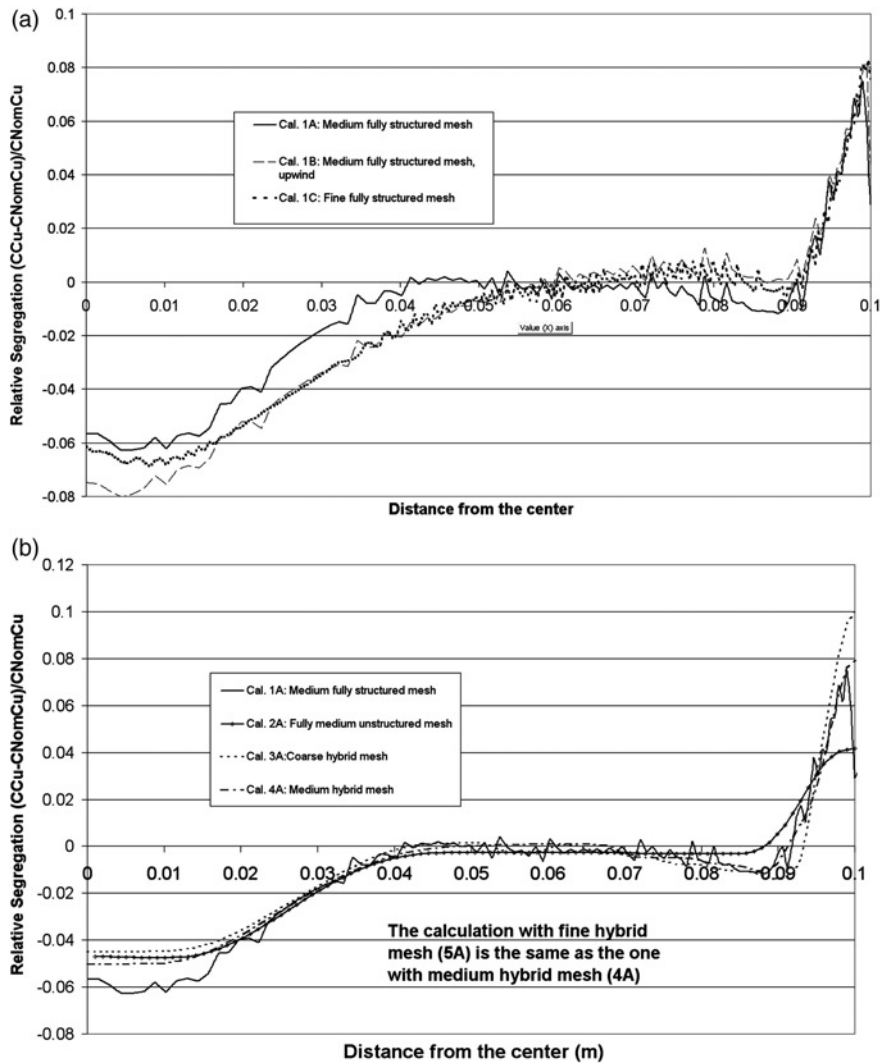 (a)
0.1
0.08
0.06
0.04
0.02
0
-0.02
-0.04
-0.06
-0.08
Relative Segregation (CCu-CNomCu)/CNomCu
Cal. 1A: Medium fully structured mesh
Cal. 1B: Medium fully structured mesh,
upwind
Cal. 1C: Fine fully structured mesh
0 0.01 0.02 0.03 0.04 0.05 0.06 0.07 0.08 0.09 0.1
Value (X) axis
Distance from the center
(b)
0.12
0.1
0.08
0.06
0.04
0.02
0
-0.02
-0.04
-0.06
-0.08
Relative Segregation (CCu-CNomCu)/CNomCu
Cal. 1A: Medium fully structured mesh
Cal. 2A: Fully medium unstructured mesh
Cal. 3A:Coarse hybrid mesh
Cal. 4A: Medium hybrid mesh
0 0.01 0.02 0.03 0.04 0.05 0.06 0.07 0.08 0.09 0.1
The calculation with fine hybrid
mesh (5A) is the same as the one
with medium hybrid mesh (4A)
Distance from the center (m)